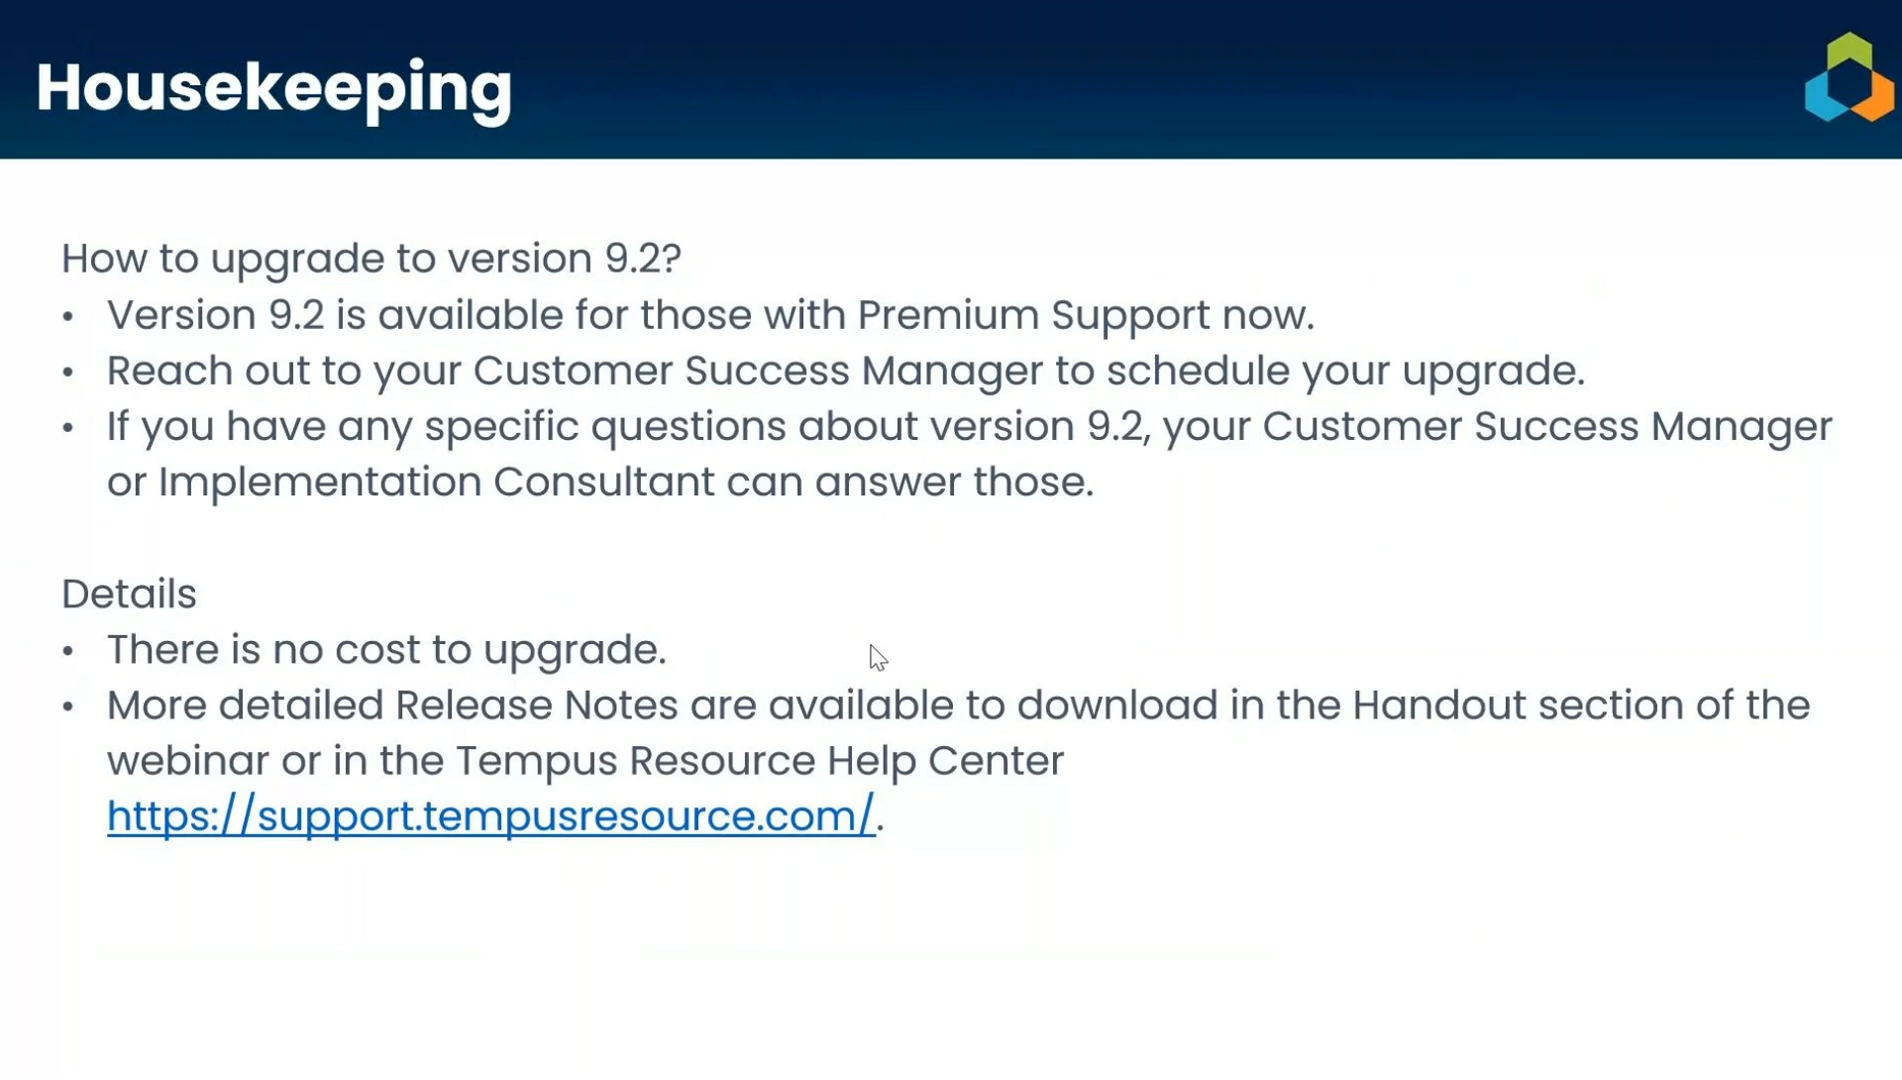 Housekeeping
How to upgrade to version 9.2?
• Version 9.2 is available for those with Premium Support now.
• Reach out to your Customer Success Manager to schedule your upgrade.
• If you have any specific questions about version 9.2, your Customer Success Manager
or Implementation Consultant can answer those.
Details
• There is no cost to upgrade.
• More detailed Release Notes are available to download in the Handout section of the
webinar or in the Tempus Resource Help Center
https://support.tempusresource.com/.